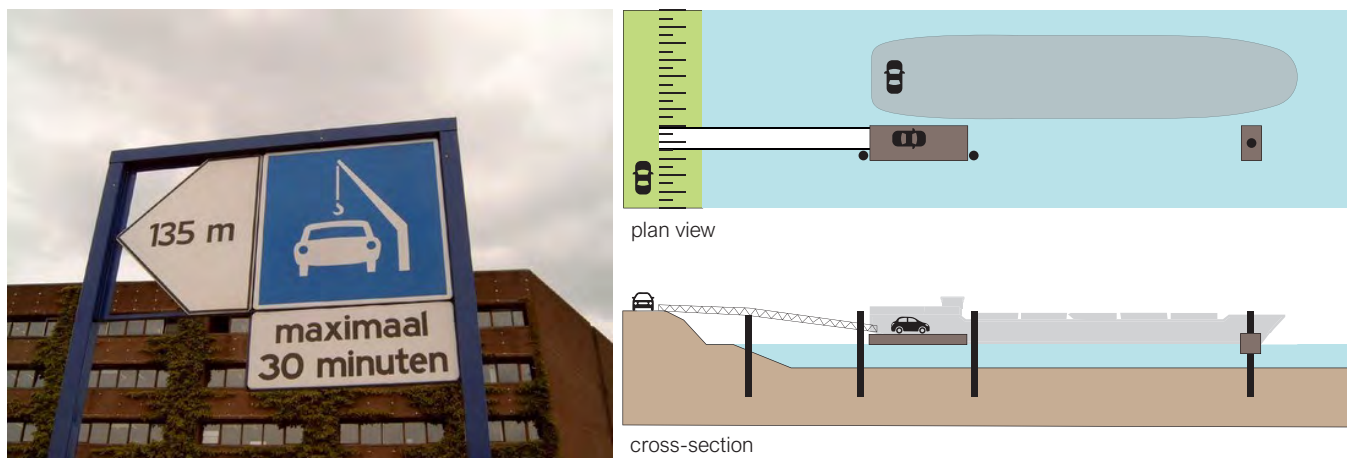 135 m
maximaal
30 minuten
plan view
cross-section